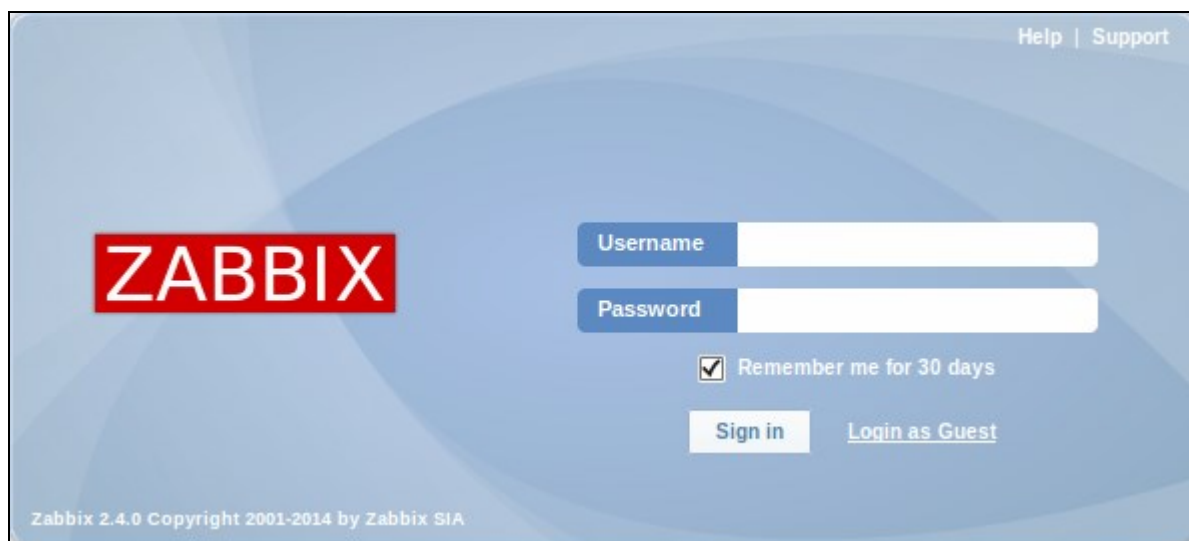 Help | Support
ZABBIX
Username
Password
Remember me for 30 days
Sign in
Login as Guest
Zabbix 2.4.0 Copyright 2001-2014 by Zabbix SIA